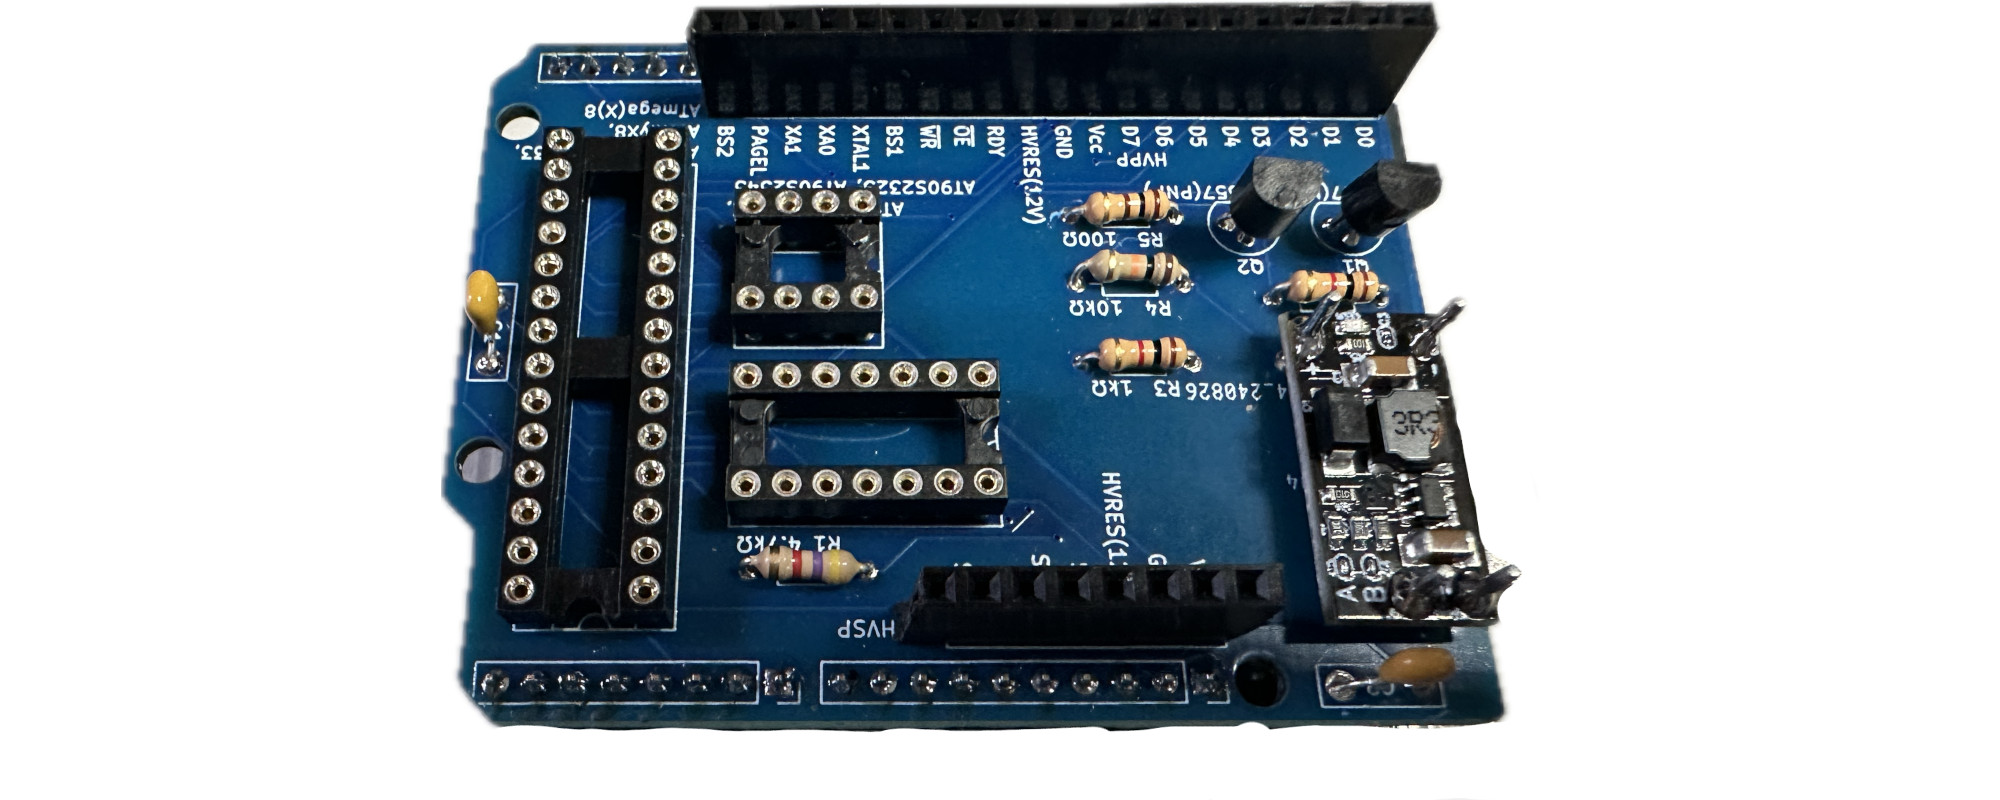 ATmega(X)8
BS2
PAGEL
XA1
XA0
XTAL1
BS1
WR
OE
RDY
HVRES(12V)
GND
Vcc
D7
D6
D5
D4
D3
D2
D1
D0
HVPP
AT90S2323, AT90S2343
R5 100Ω
Q2
Q1
R4 10kΩ
R3 1kΩ
4_240826
3R3
HVRES(1
R1 4.7kΩ
A
B
HVSP